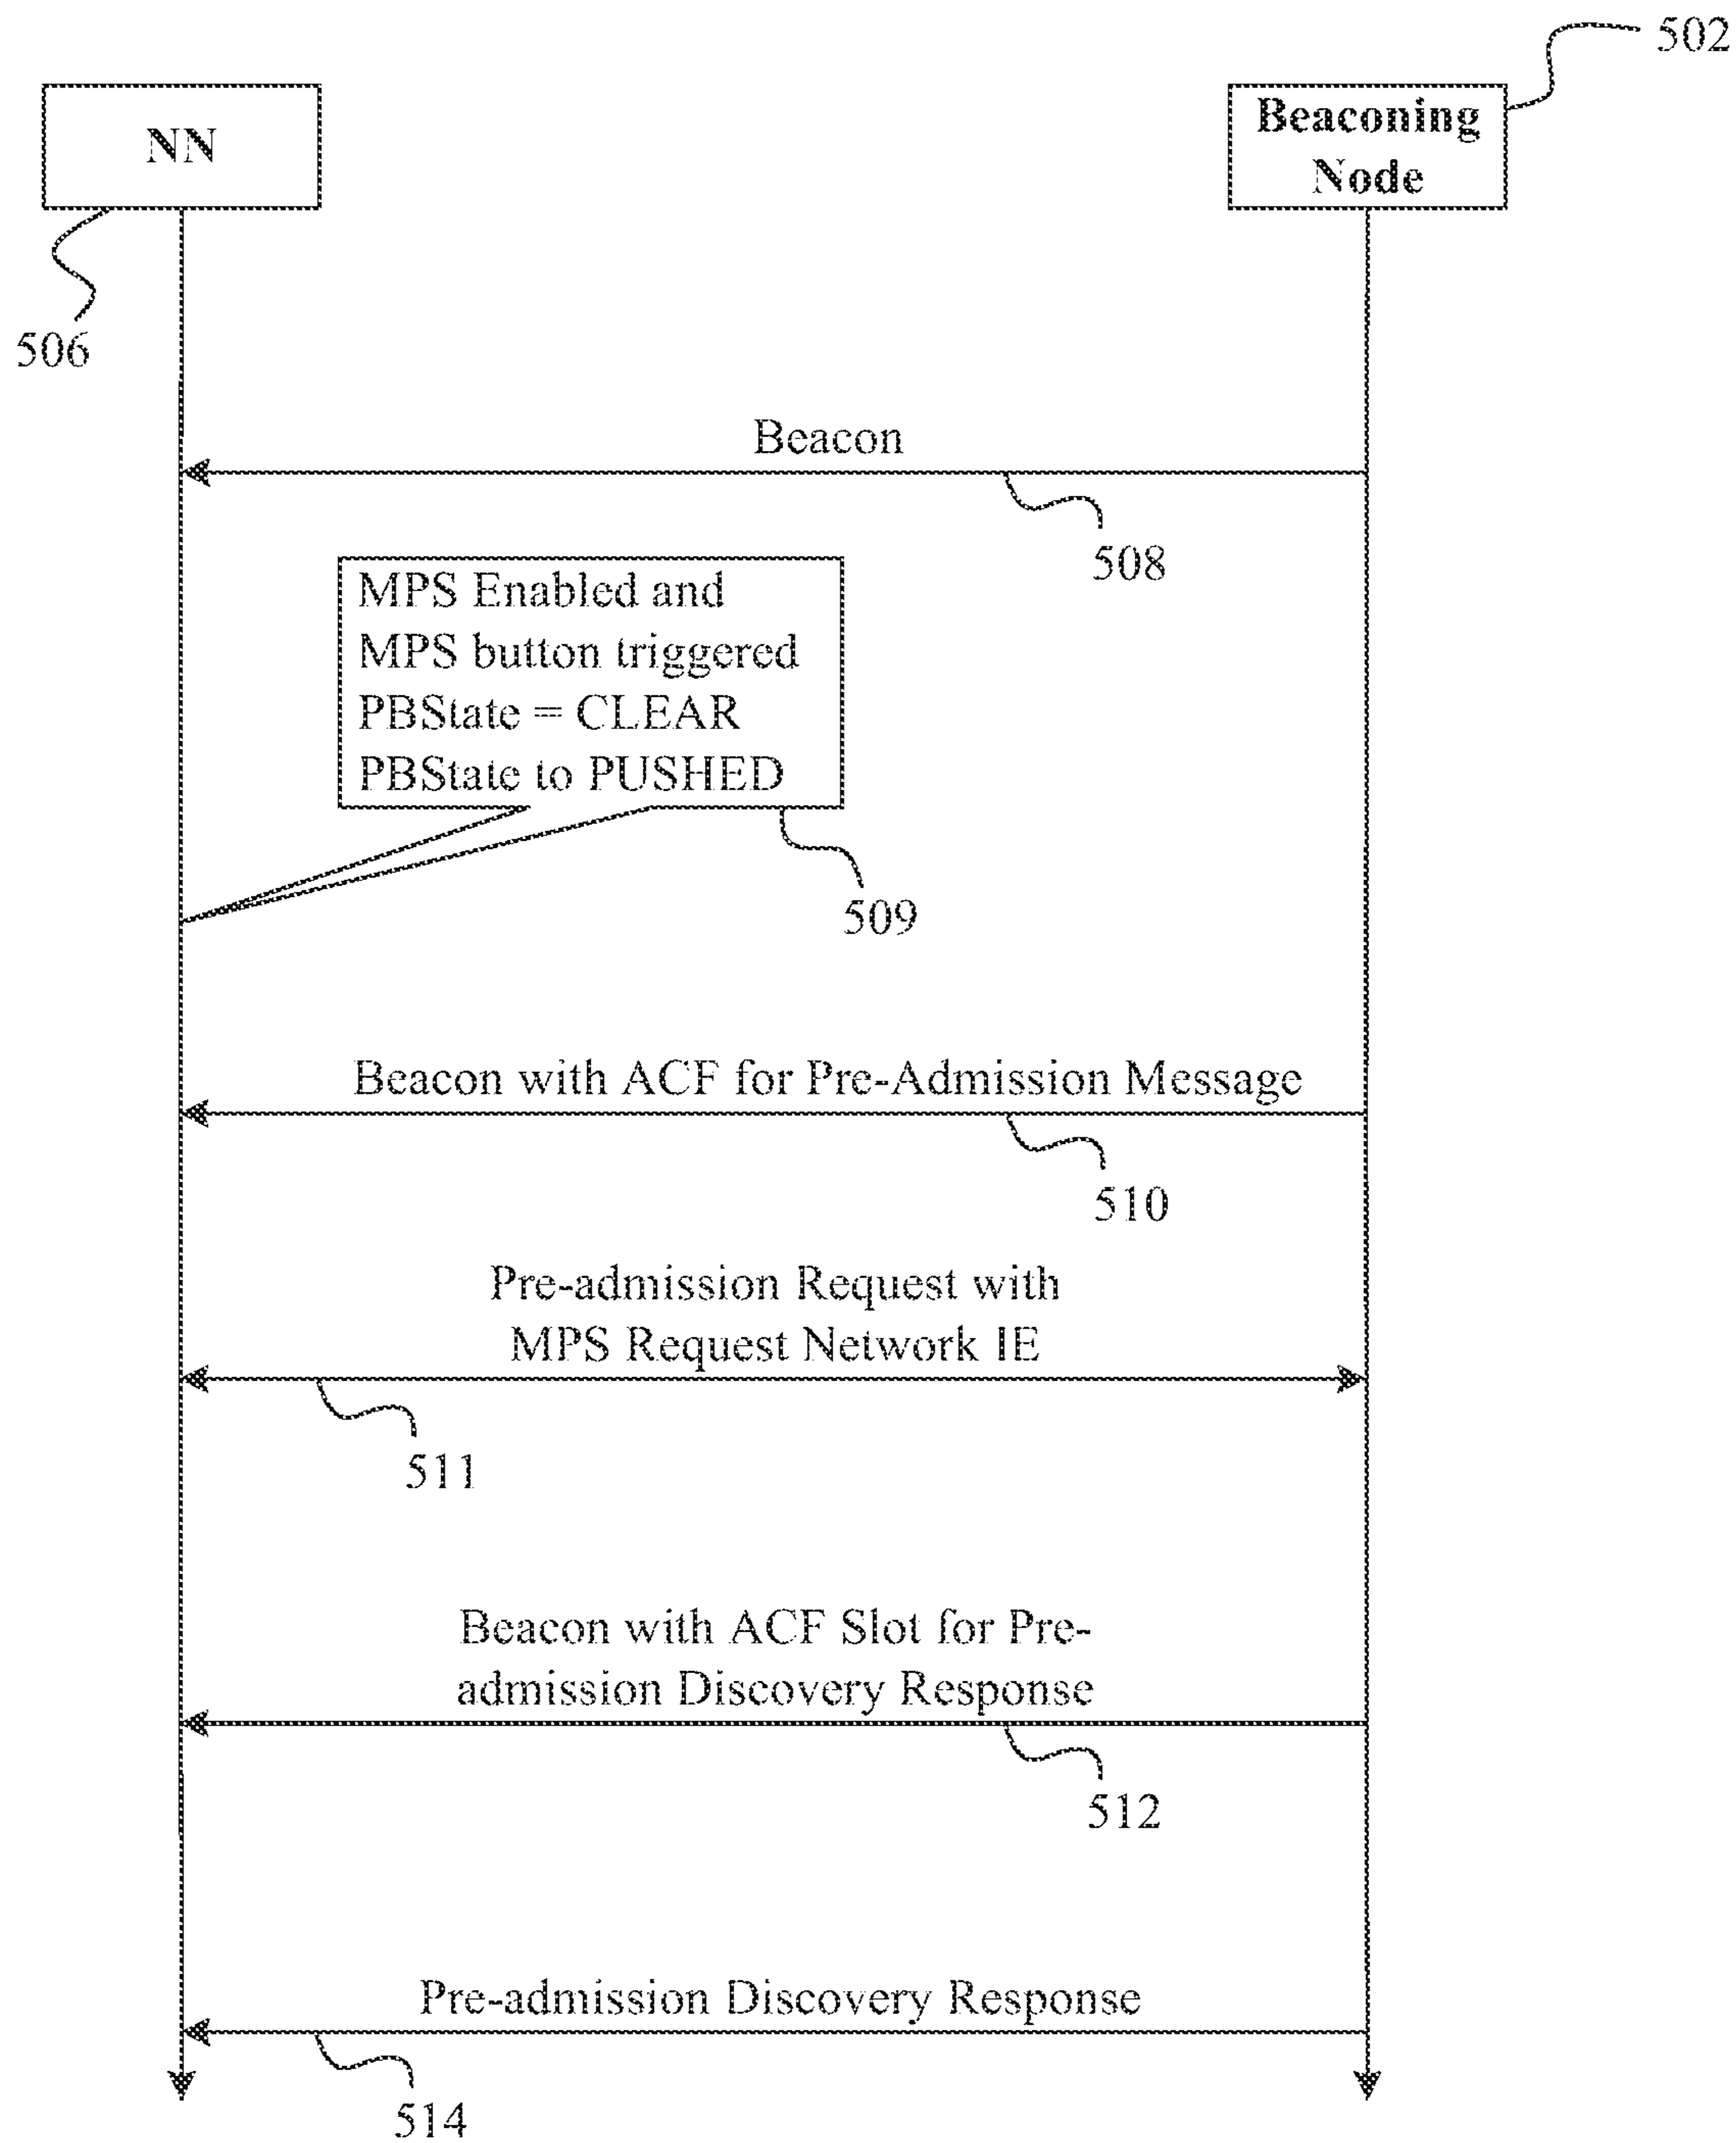 502
NN
Beaconing
Node
506
Beacon
508
MPS Enabled and
MPS button triggered
PBState = CLEAR
PBState to PUSHED
509
Beacon with ACF for Pre-Admission Message
510
Pre-admission Request with
MPS Request Network IE
511
Beacon with ACF Slot for Pre-
admission Discovery Response
512
Pre-admission Discovery Response
514